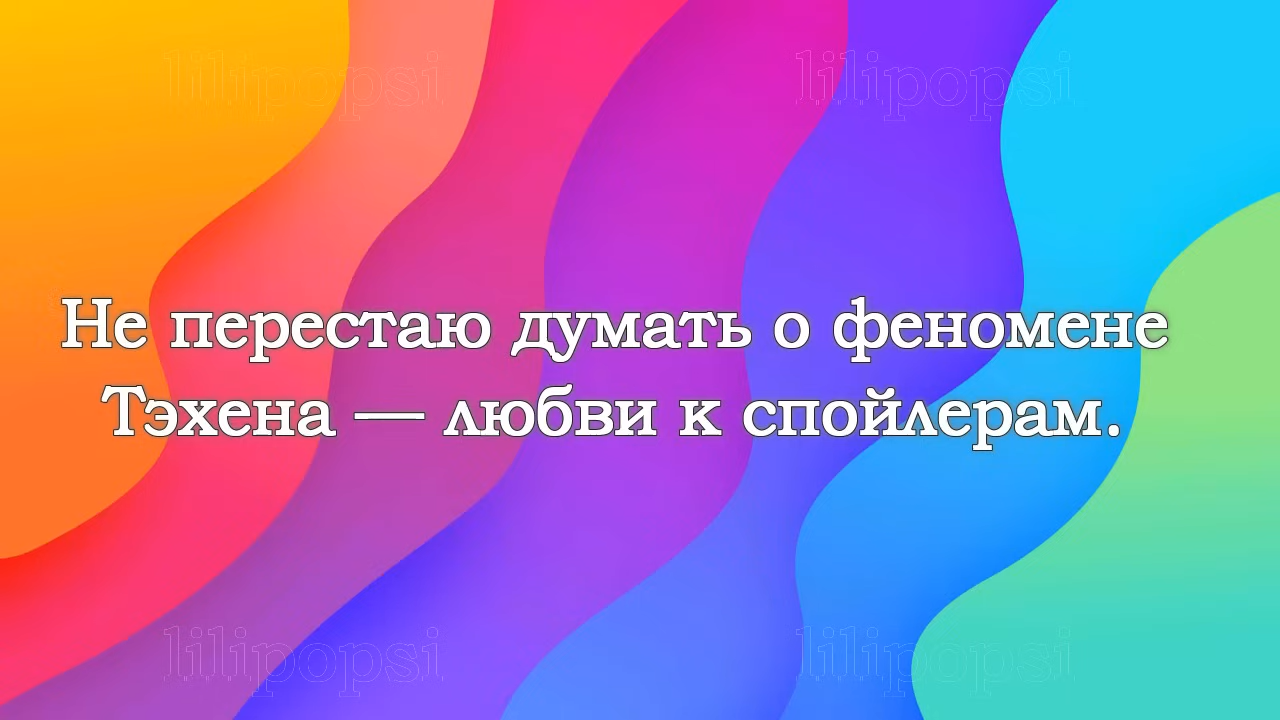 lilipopsi lilipopsi
Не перестаю думать о феномене
Тэхена — любви к спойлерам.
lilipopsi lilipopsi